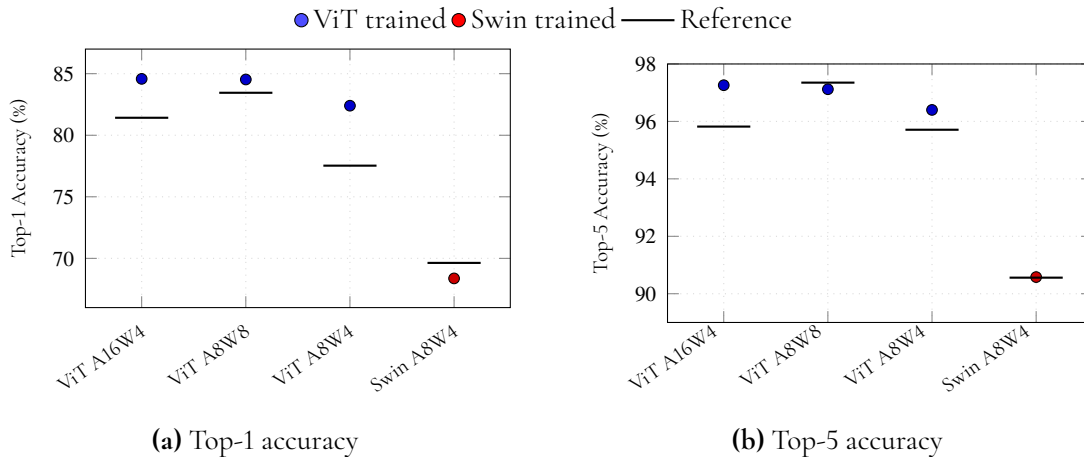 ViT trained Swin trained Reference
Top-1 Accuracy (%)
85
80
75
70
ViT A16W4
ViT A8W8
ViT A8W4
Swin A8W4
(a) Top-1 accuracy
Top-5 Accuracy (%)
98
96
94
92
90
ViT A16W4
ViT A8W8
ViT A8W4
Swin A8W4
(b) Top-5 accuracy